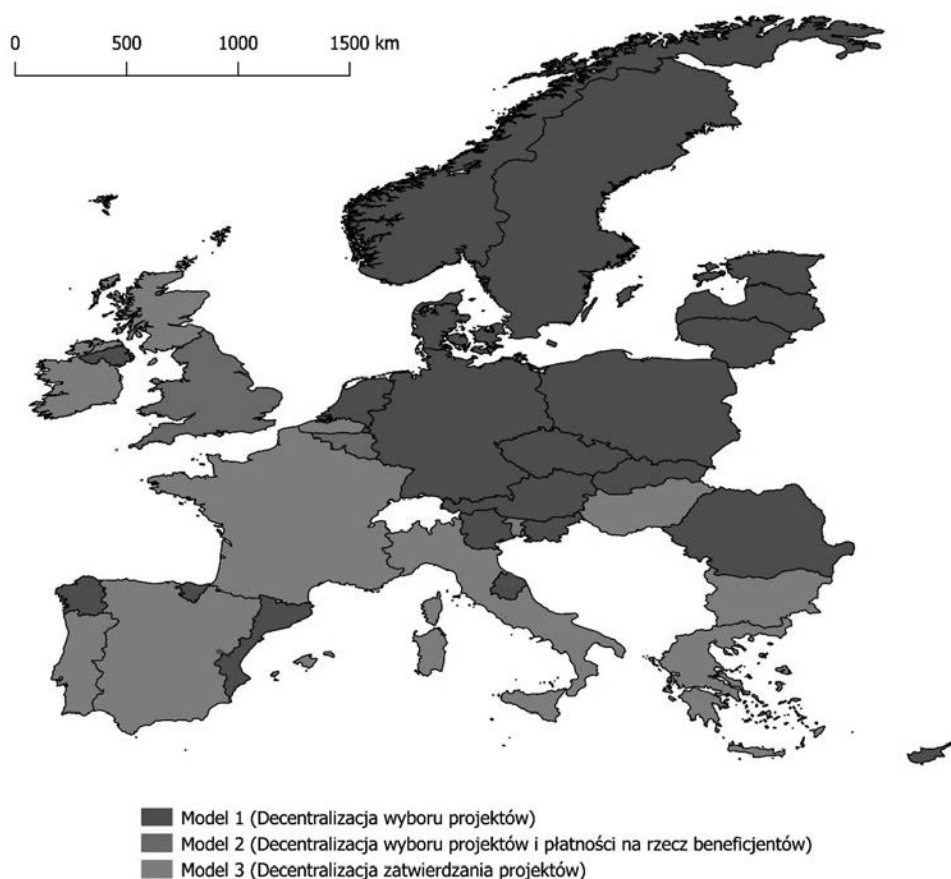 0 500 1000 1500 km
Model 1 (Decentralizacja wyboru projektów)
Model 2 (Decentralizacja wyboru projektów i płatności na rzecz beneficjentów)
Model 3 (Decentralizacja zatwierdzania projektów)